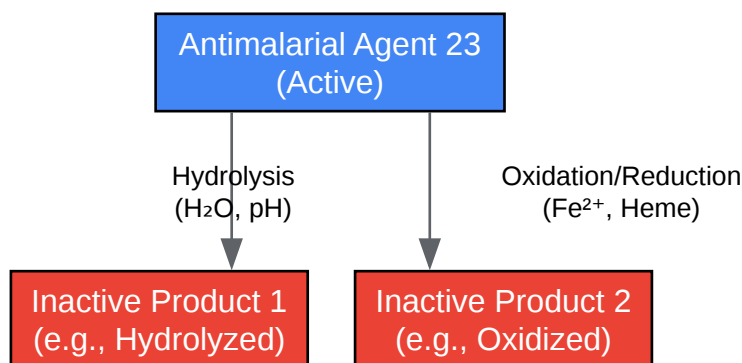 Antimalarial Agent 23
(Active)
Hydrolysis
(H₂O, pH)
Oxidation/Reduction
(Fe²⁺, Heme)
Inactive Product 1
(e.g., Hydrolyzed)
Inactive Product 2
(e.g., Oxidized)